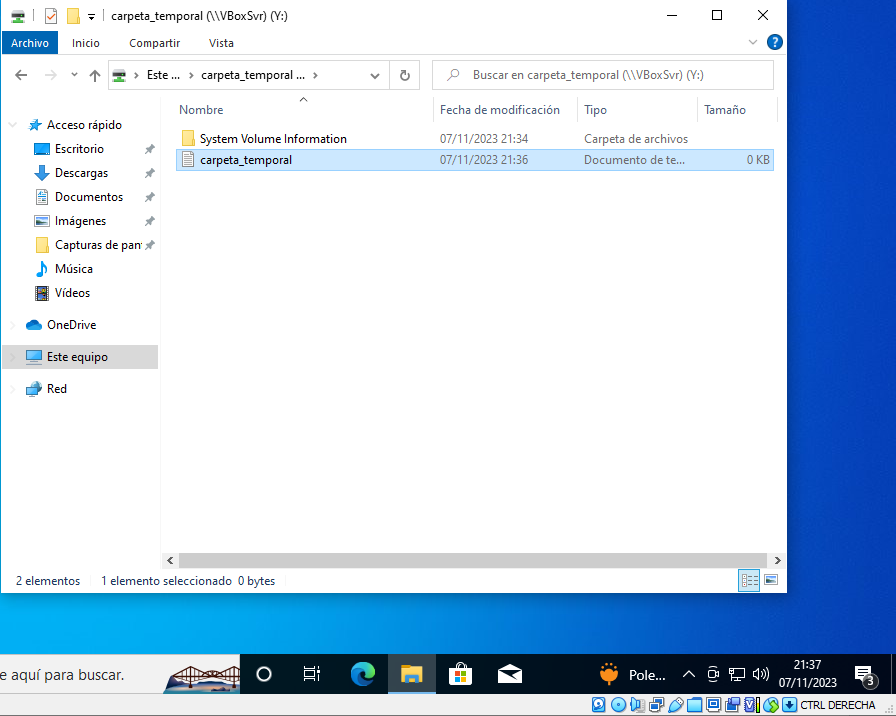 carpeta_temporal (\\VBoxSvr) (Y:)
Archivo Inicio Compartir Vista
Este ... carpeta_temporal ... Buscar en carpeta_temporal (\\VBoxSvr) (Y:)
Nombre Fecha de modificación Tipo Tamaño
System Volume Information 07/11/2023 21:34 Carpeta de archivos
carpeta_temporal 07/11/2023 21:36 Documento de te... 0 KB
Acceso rápido
Escritorio
Descargas
Documentos
Imágenes
Capturas de pan
Música
Vídeos
OneDrive
Este equipo
Red
2 elementos 1 elemento seleccionado 0 bytes
e aquí para buscar. Pole... 21:37
07/11/2023 3
CTRL DERECHA